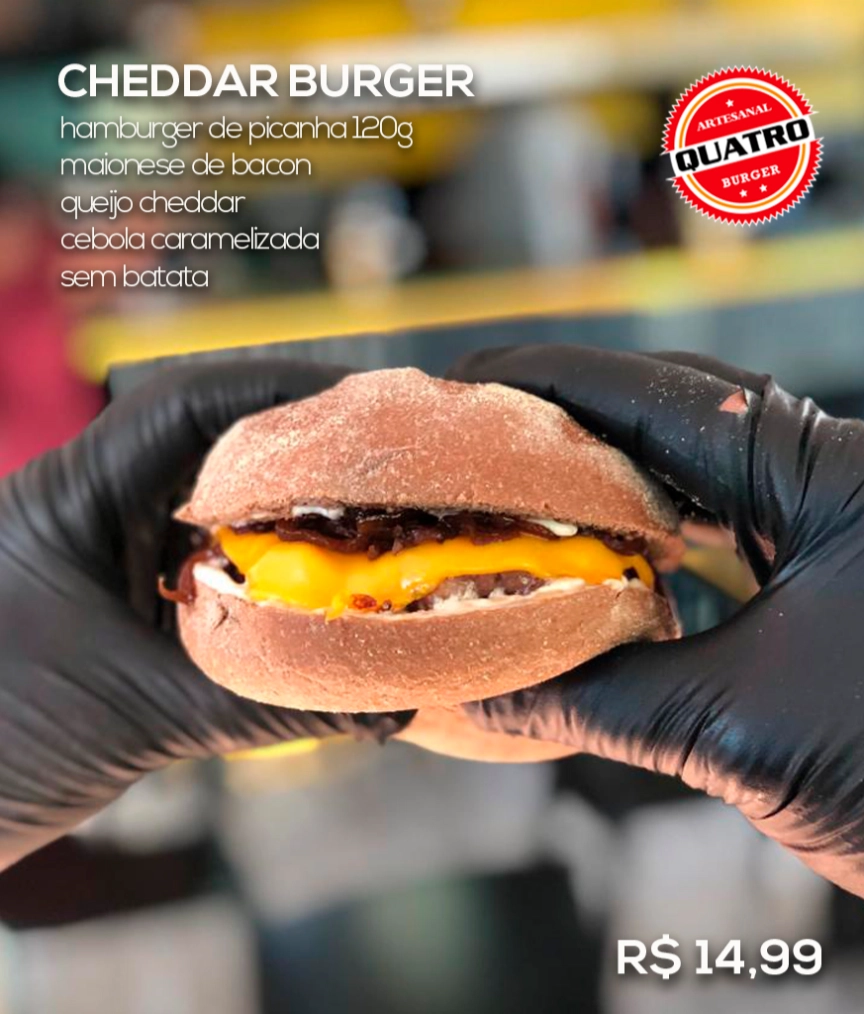 CHEDDAR BURGER
hamburger de picanha 120g
maionese de bacon
queijo cheddar
cebola caramelizada
sem batata
ARTESANAL
QUATRO
BURGER
R$ 14,99